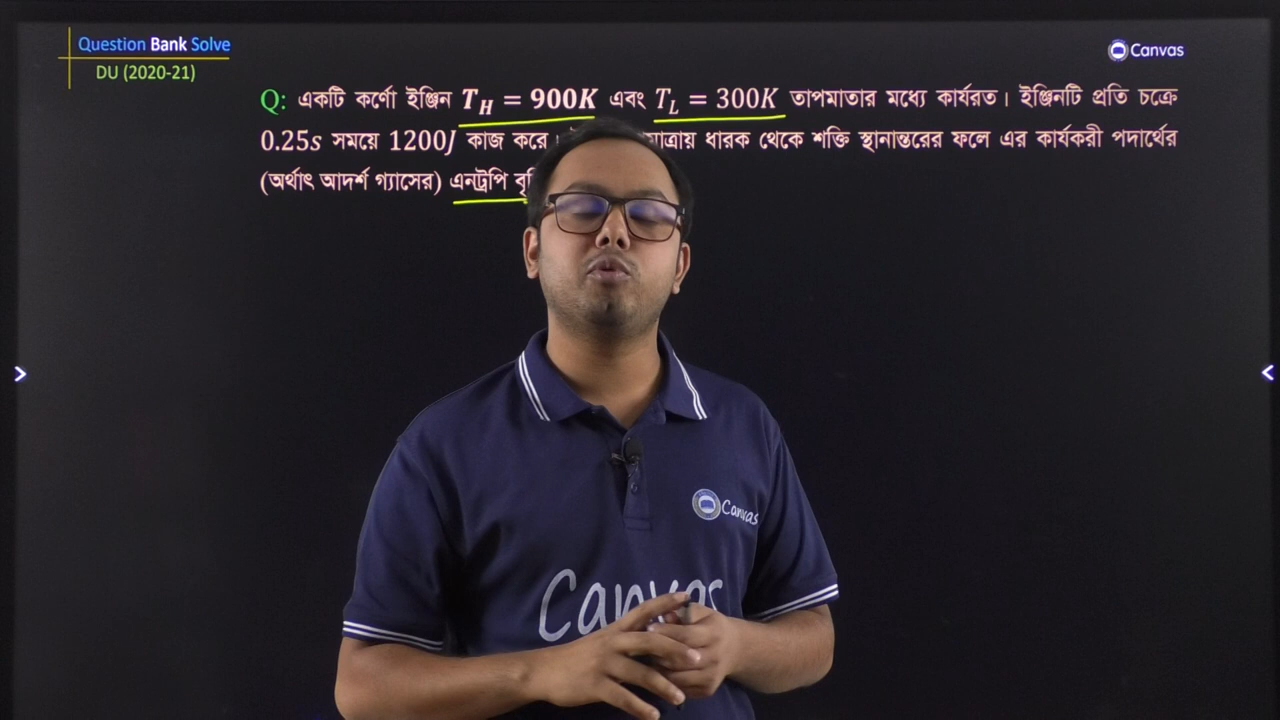 Question Bank Solve
DU (2020-21)
Canvas
Q: একটি কর্ণো ইঞ্জিন T_H = 900K এবং T_L = 300K তাপমাতার মধ্যে কার্যরত। ইঞ্জিনটি প্রতি চক্রে
0.25s সময়ে 1200J কাজ করে। ধারক থেকে শক্তি স্থানান্তরের ফলে এর কার্যকরী পদার্থের
(অর্থাৎ আদর্শ গ্যাসের) এনট্রপি
Canvas
Canvas